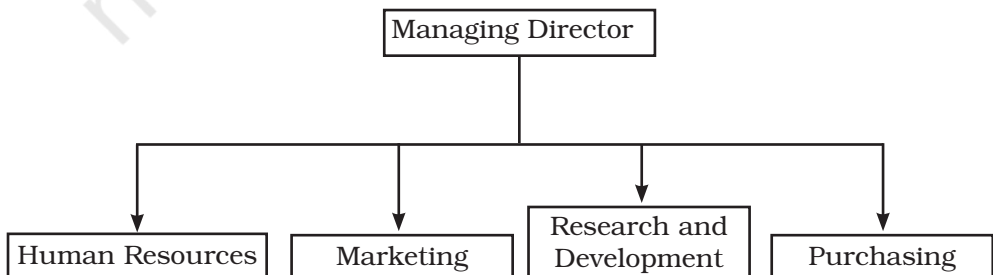 Managing Director
Human Resources
Marketing
Research and
Development
Purchasing